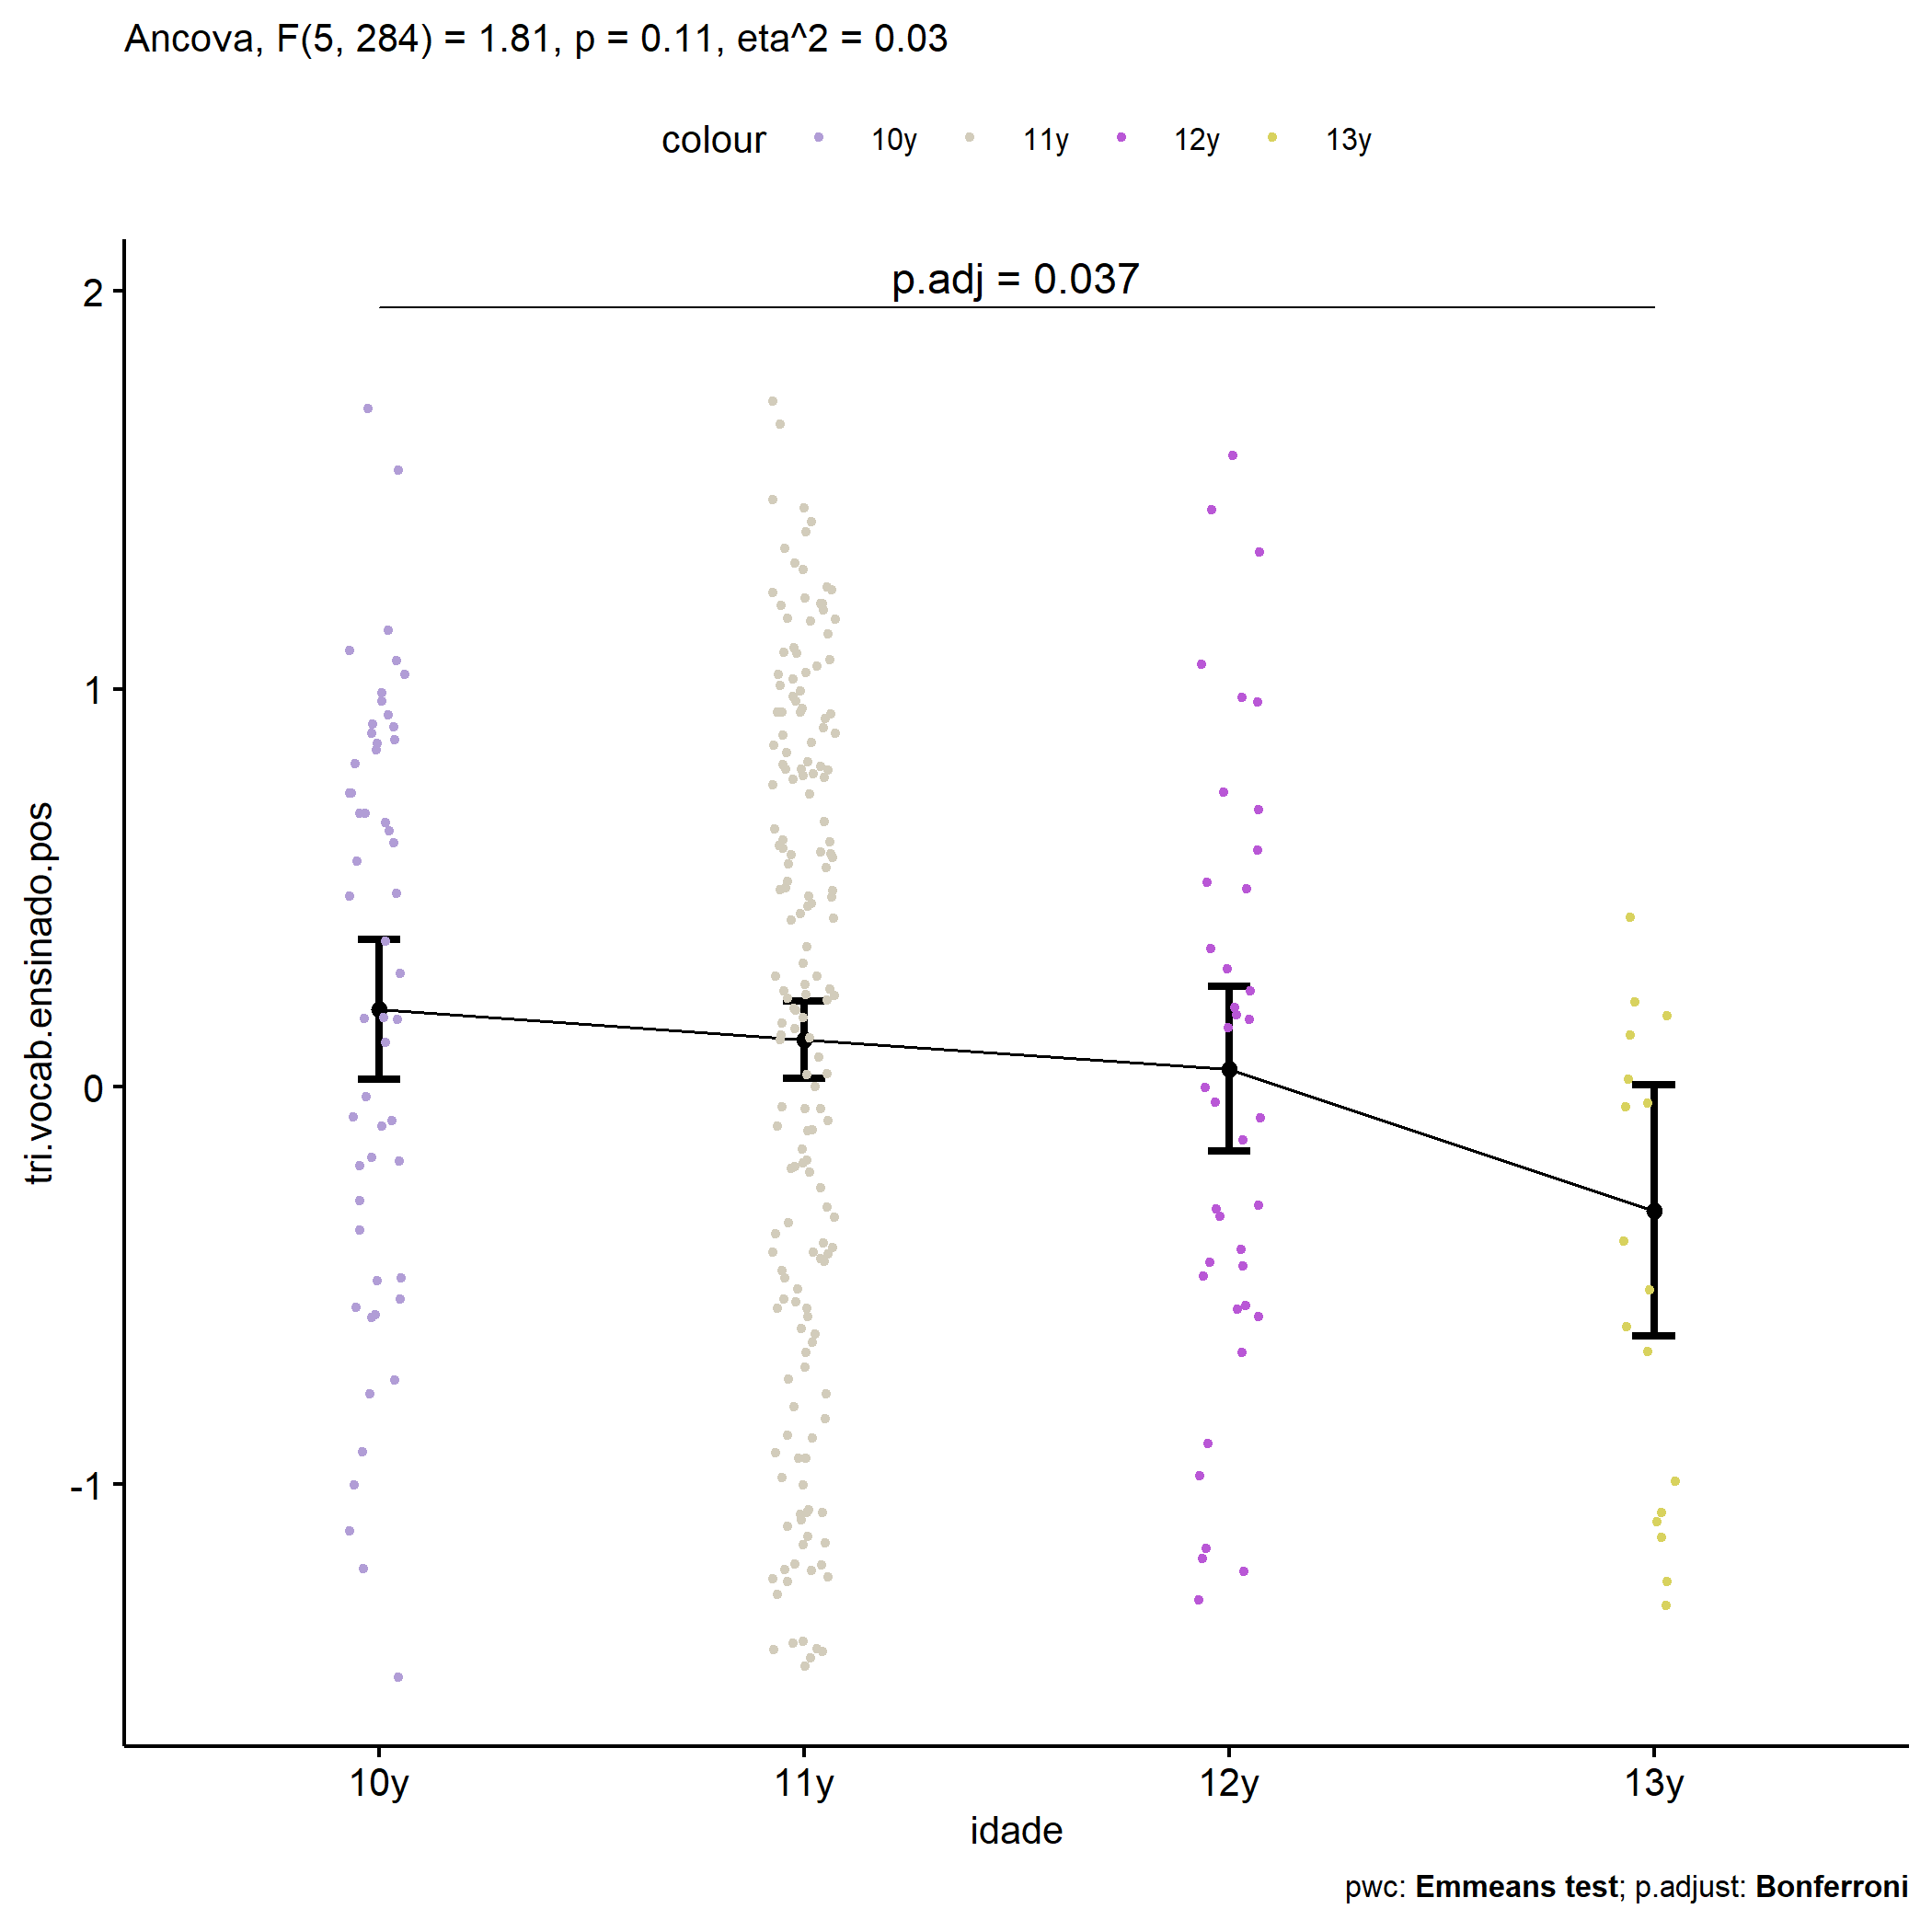 Ancova, F(5, 284) = 1.81, p = 0.11, eta^2 = 0.03
colour 10y 11y 12y 13y
p.adj = 0.037
2
1
0
-1
tri.vocab.ensinado.pos
10y 11y 12y 13y
idade
pwc: Emmeans test; p.adjust: Bonferroni